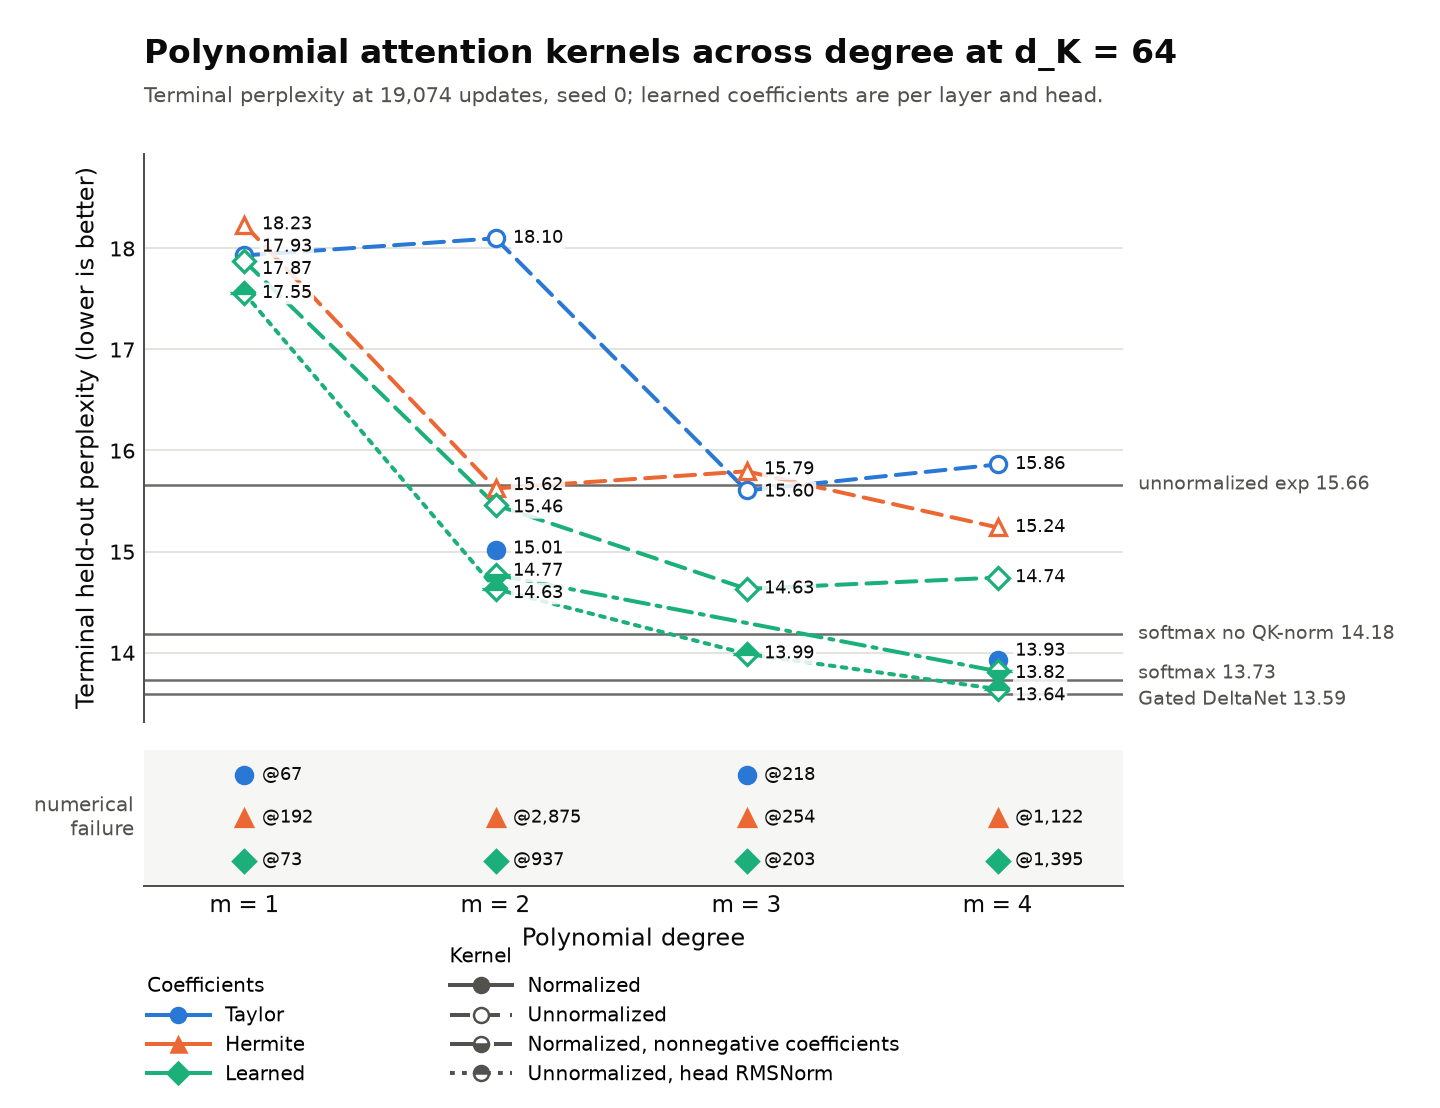 Polynomial attention kernels across degree at d_K = 64
Terminal perplexity at 19,074 updates, seed 0; learned coefficients are per layer and head.
Terminal held-out perplexity (lower is better)
18
17
16
15
14
18.23
17.93
17.87
17.55
18.10
15.62
15.46
15.01
14.77
14.63
15.79
15.60
14.63
13.99
15.86
15.24
14.74
13.93
13.82
13.64
unnormalized exp 15.66
softmax no QK-norm 14.18
softmax 13.73
Gated DeltaNet 13.59
numerical
failure
@67
@218
@192
@2,875
@254
@1,122
@73
@937
@203
@1,395
m = 1
m = 2
m = 3
m = 4
Polynomial degree
Coefficients
Taylor
Hermite
Learned
Kernel
Normalized
Unnormalized
Normalized, nonnegative coefficients
Unnormalized, head RMSNorm